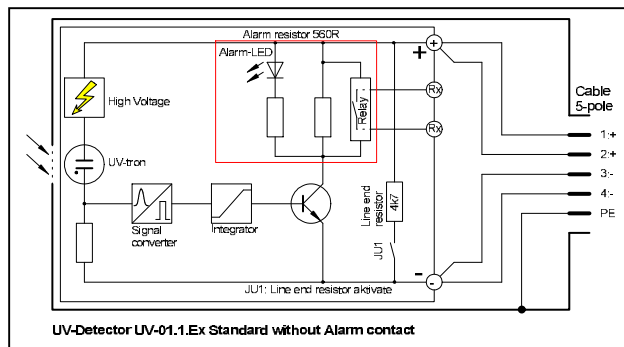 Alarm resistor 560R
Alarm-LED
+
+
High Voltage
Relay
Rx
Rx
Cable
5-pole
1:+
2:+
3:-
4:-
PE
UV-tron
Line end
resistor
4k7
Signal
converter
Integrator
JU1
-
-
JU1: Line end resistor aktivate
UV-Detector UV-01.1.Ex Standard without Alarm contact